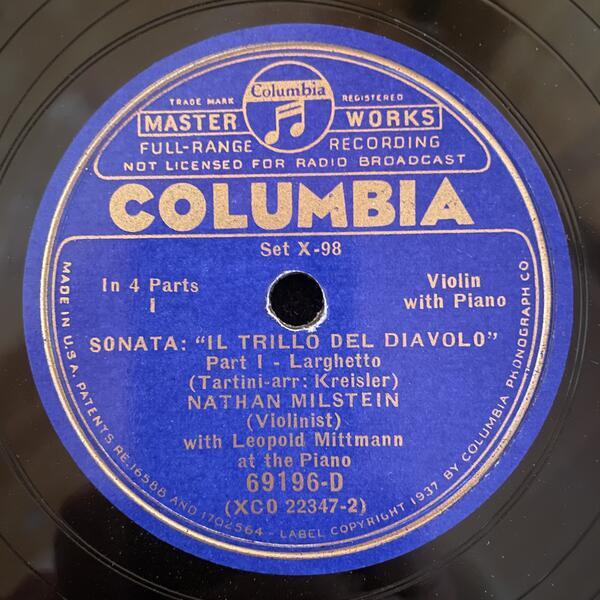 Columbia
TRADE MARK REGISTERED
MASTER WORKS
FULL-RANGE RECORDING
NOT LICENSED FOR RADIO BROADCAST
COLUMBIA
Set X-98
In 4 Parts
I
Violin
with Piano
SONATA: “IL TRILLO DEL DIAVOLO”
Part I - Larghetto
(Tartini-arr: Kreisler)
NATHAN MILSTEIN
(Violinist)
with Leopold Mittmann
at the Piano
69196-D
(XCO 22347-2)
MADE IN U.S.A. PATENTS RE.16588 AND 1702564 - LABEL COPYRIGHT 1937 BY COLUMBIA PHONOGRAPH CO.